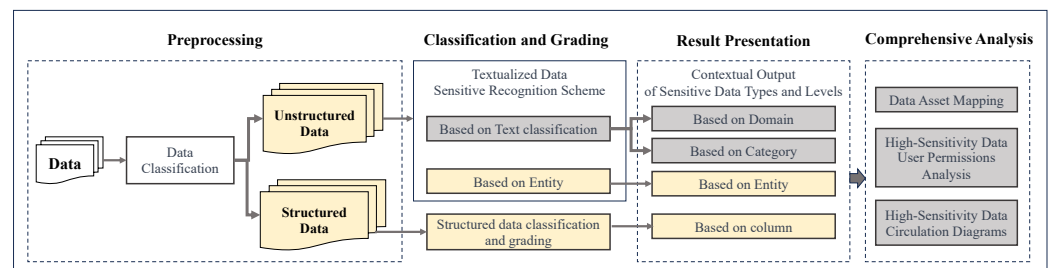 Preprocessing
Data
Data
Classification
Unstructured
Data
Structured
Data
Classification and Grading
Textualized Data
Sensitive Recognition Scheme
Based on Text classification
Based on Entity
Structured data classification
and grading
Result Presentation
Contextual Output
of Sensitive Data Types and Levels
Based on Domain
Based on Category
Based on Entity
Based on column
Comprehensive Analysis
Data Asset Mapping
High-Sensitivity Data
User Permissions
Analysis
High-Sensitivity Data
Circulation Diagrams